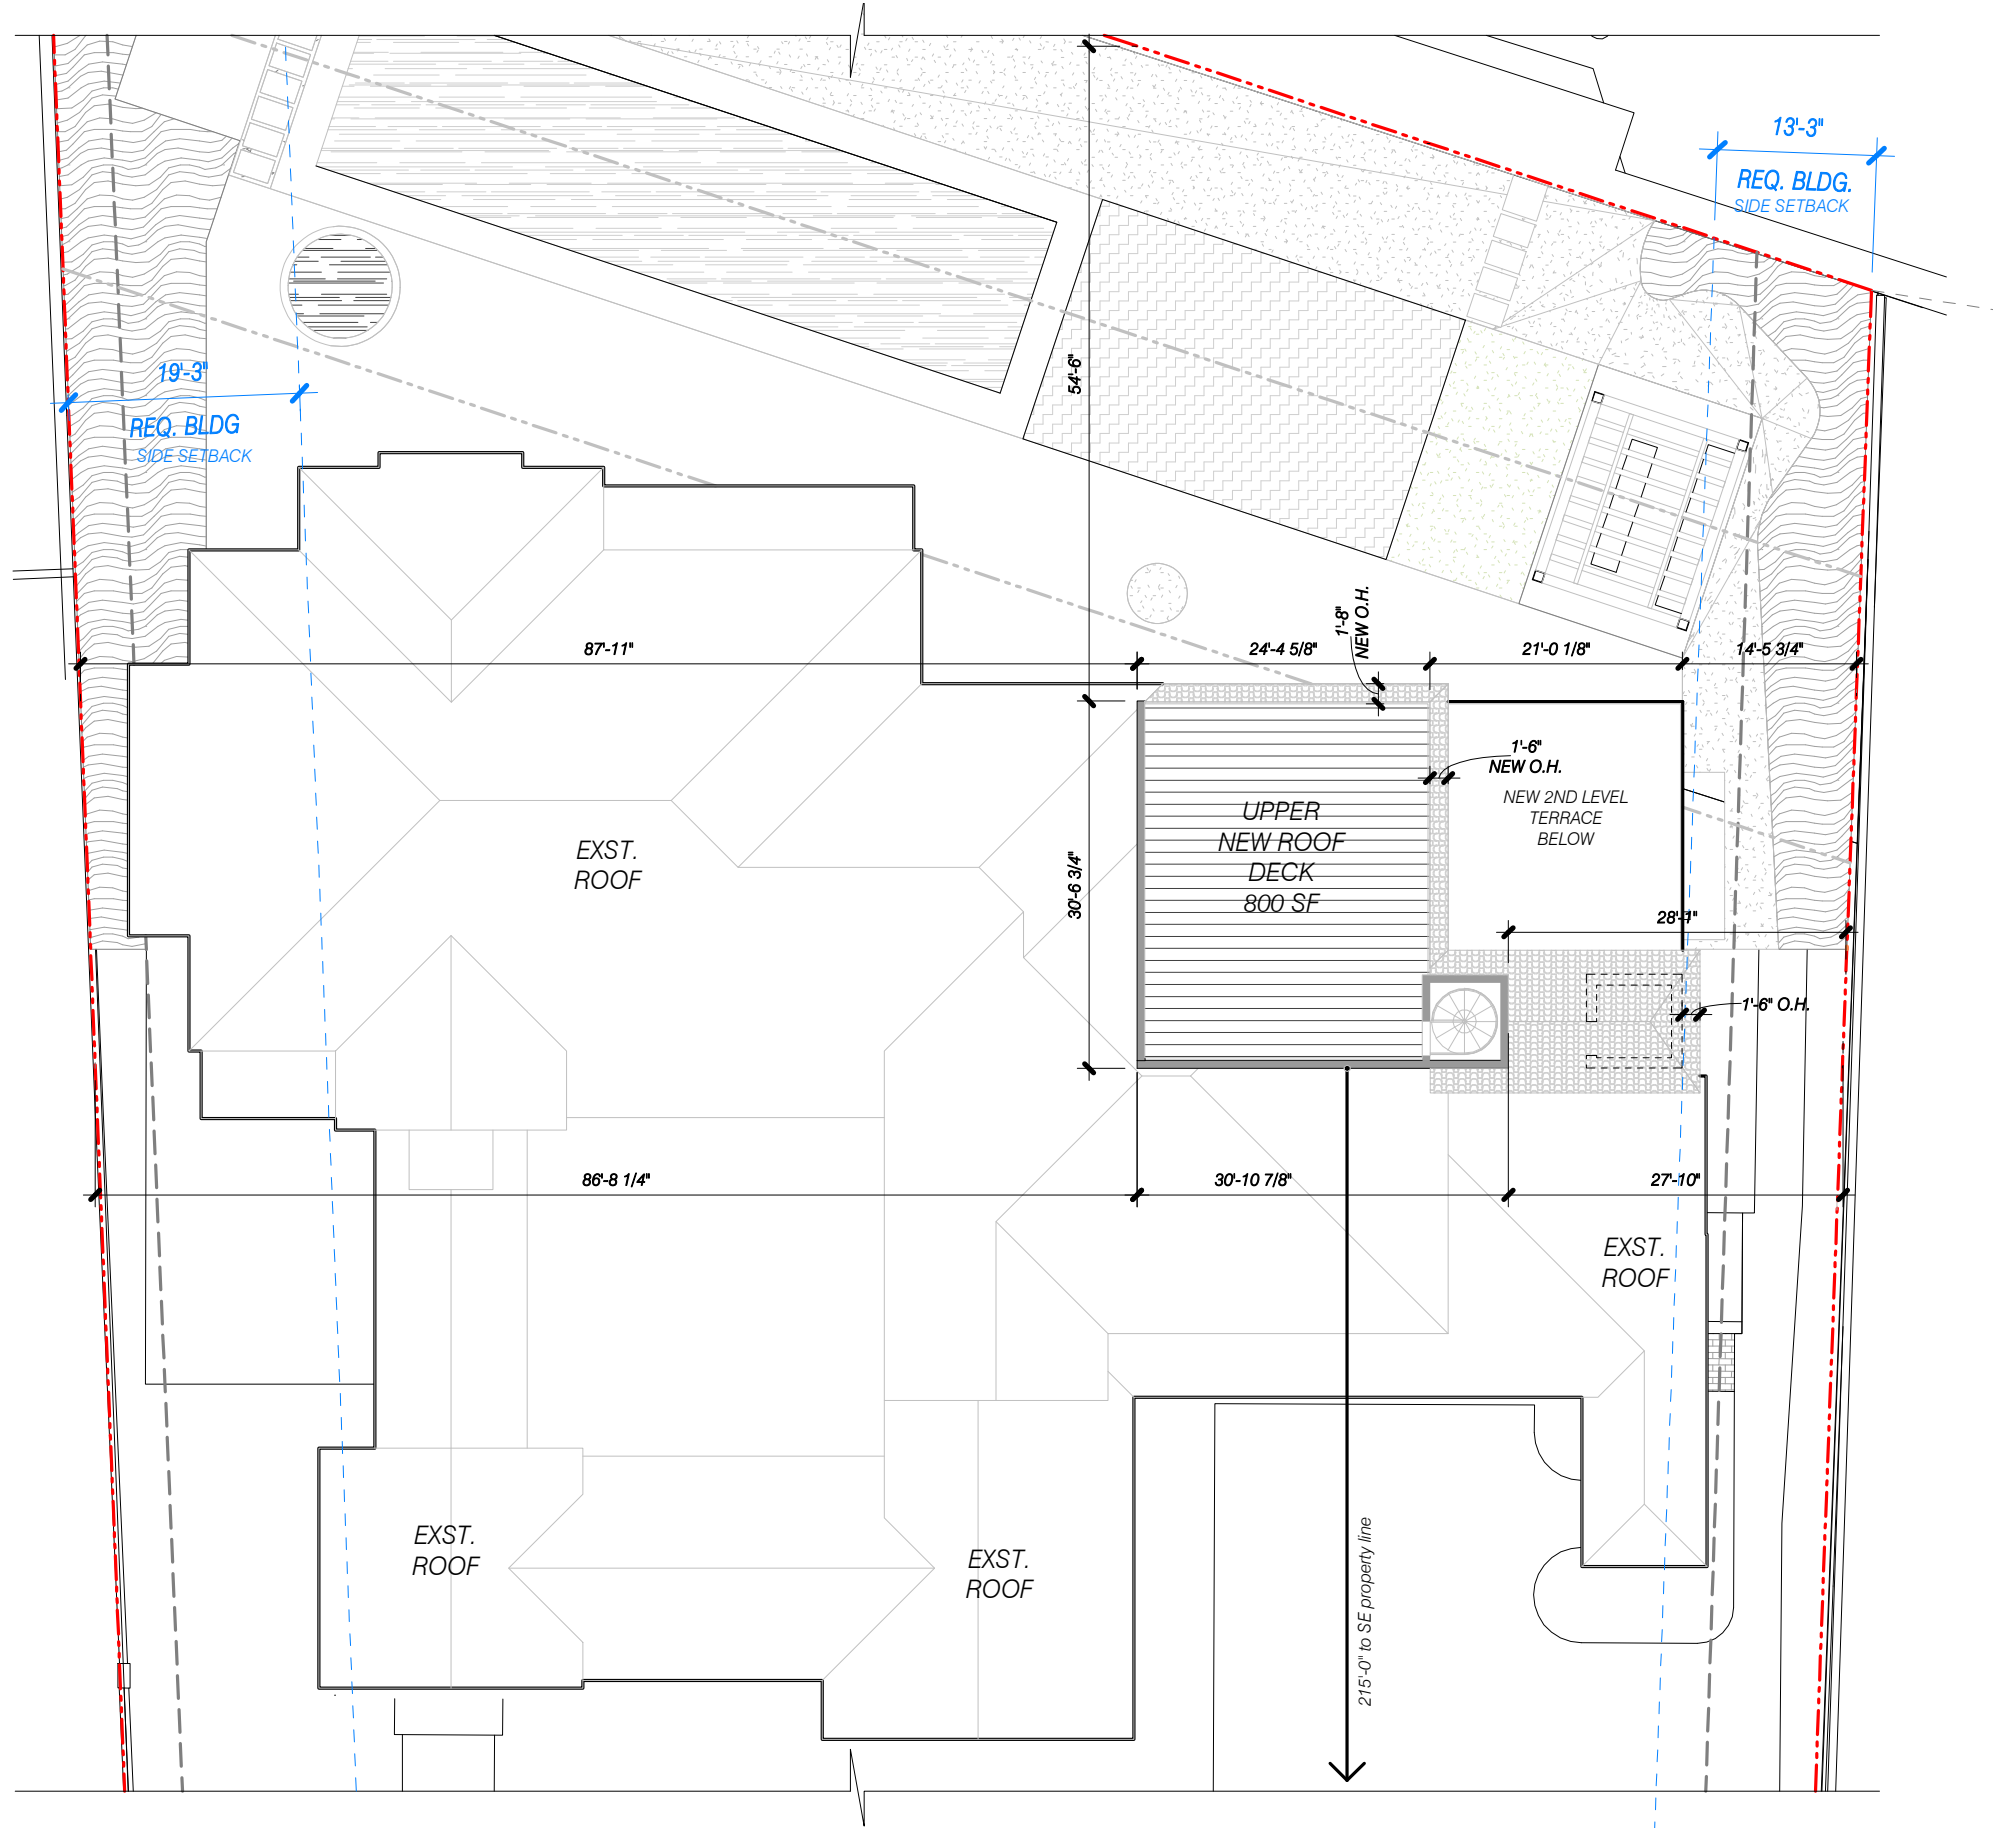 13'-3"
REQ. BLDG.
SIDE SETBACK
19'-3"
REQ. BLDG
SIDE SETBACK
54'-6"
1'-8"
NEW O.H.
87'-11"
24'-4 5/8"
21'-0 1/8"
14'-5 3/4"
1'-6"
NEW O.H.
NEW 2ND LEVEL
TERRACE
BELOW
UPPER
NEW ROOF
DECK
800 SF
EXST.
ROOF
30'-6 3/4"
28'-1"
1'-6" O.H.
86'-8 1/4"
30'-10 7/8"
27'-10"
EXST.
ROOF
EXST.
ROOF
EXST.
ROOF
215'-0" to SE property line